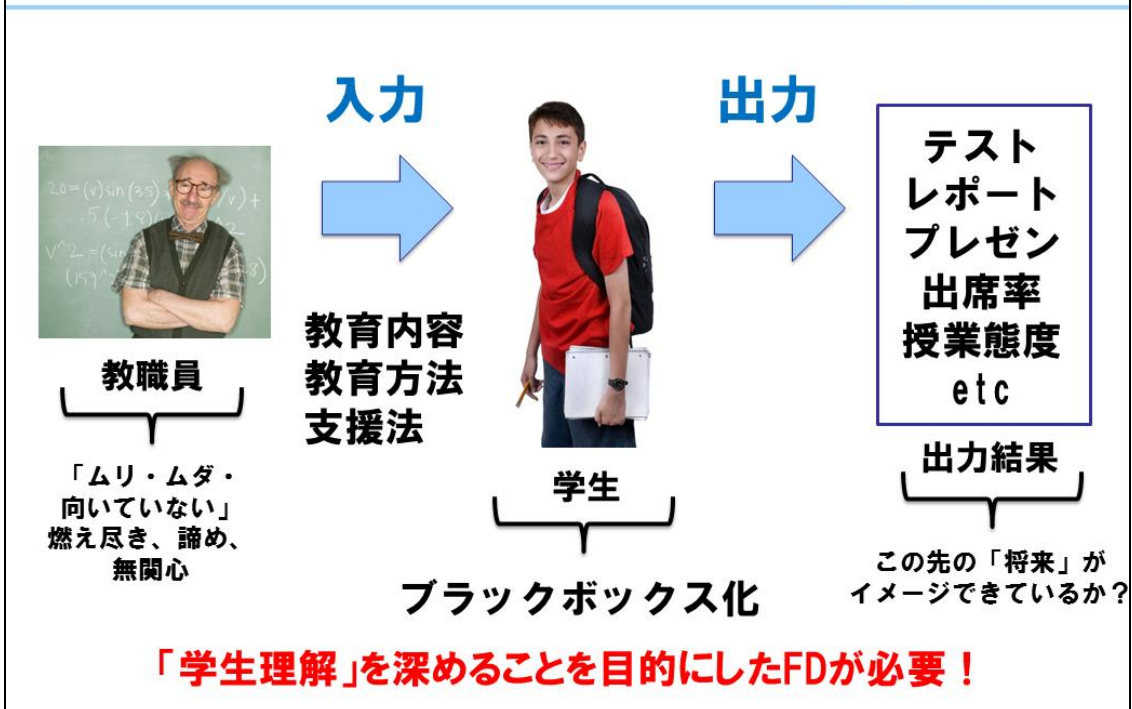 入力
出力
テスト
レポート
プレゼン
出席率
授業態度
etc
教育内容
教育方法
支援法
教職員
「ムリ・ムダ・
向いていない」
燃え尽き、諦め、
無関心
学生
ブラックボックス化
出力結果
この先の「将来」が
イメージできているか?
「学生理解」を深めることを目的にしたFDが必要!